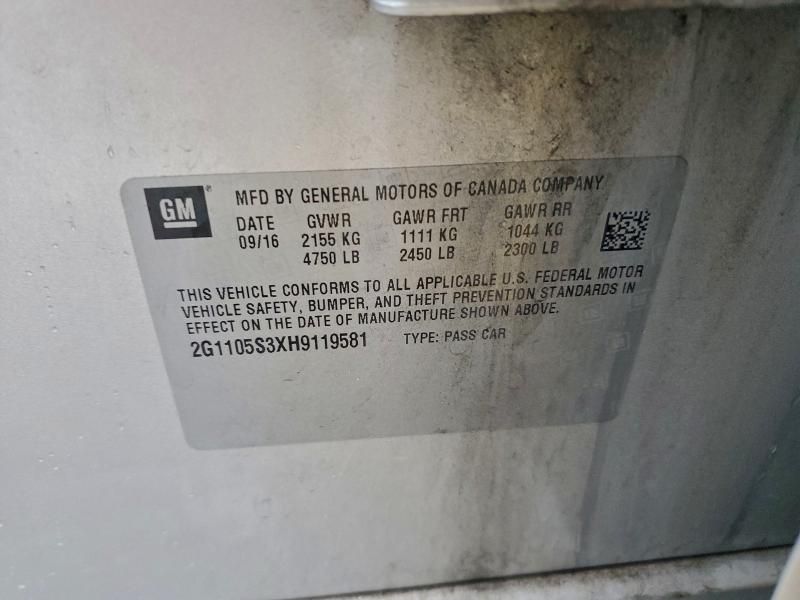 GM ® MFD BY GENERAL MOTORS OF CANADA COMPANY
DATE GVWR GAWR FRT GAWR RR
09/16 2155 KG 1111 KG 1044 KG
4750 LB 2450 LB 2300 LB
THIS VEHICLE CONFORMS TO ALL APPLICABLE U.S. FEDERAL MOTOR
VEHICLE SAFETY, BUMPER, AND THEFT PREVENTION STANDARDS IN
EFFECT ON THE DATE OF MANUFACTURE SHOWN ABOVE.
2G1105S3XH9119581 TYPE: PASS CAR